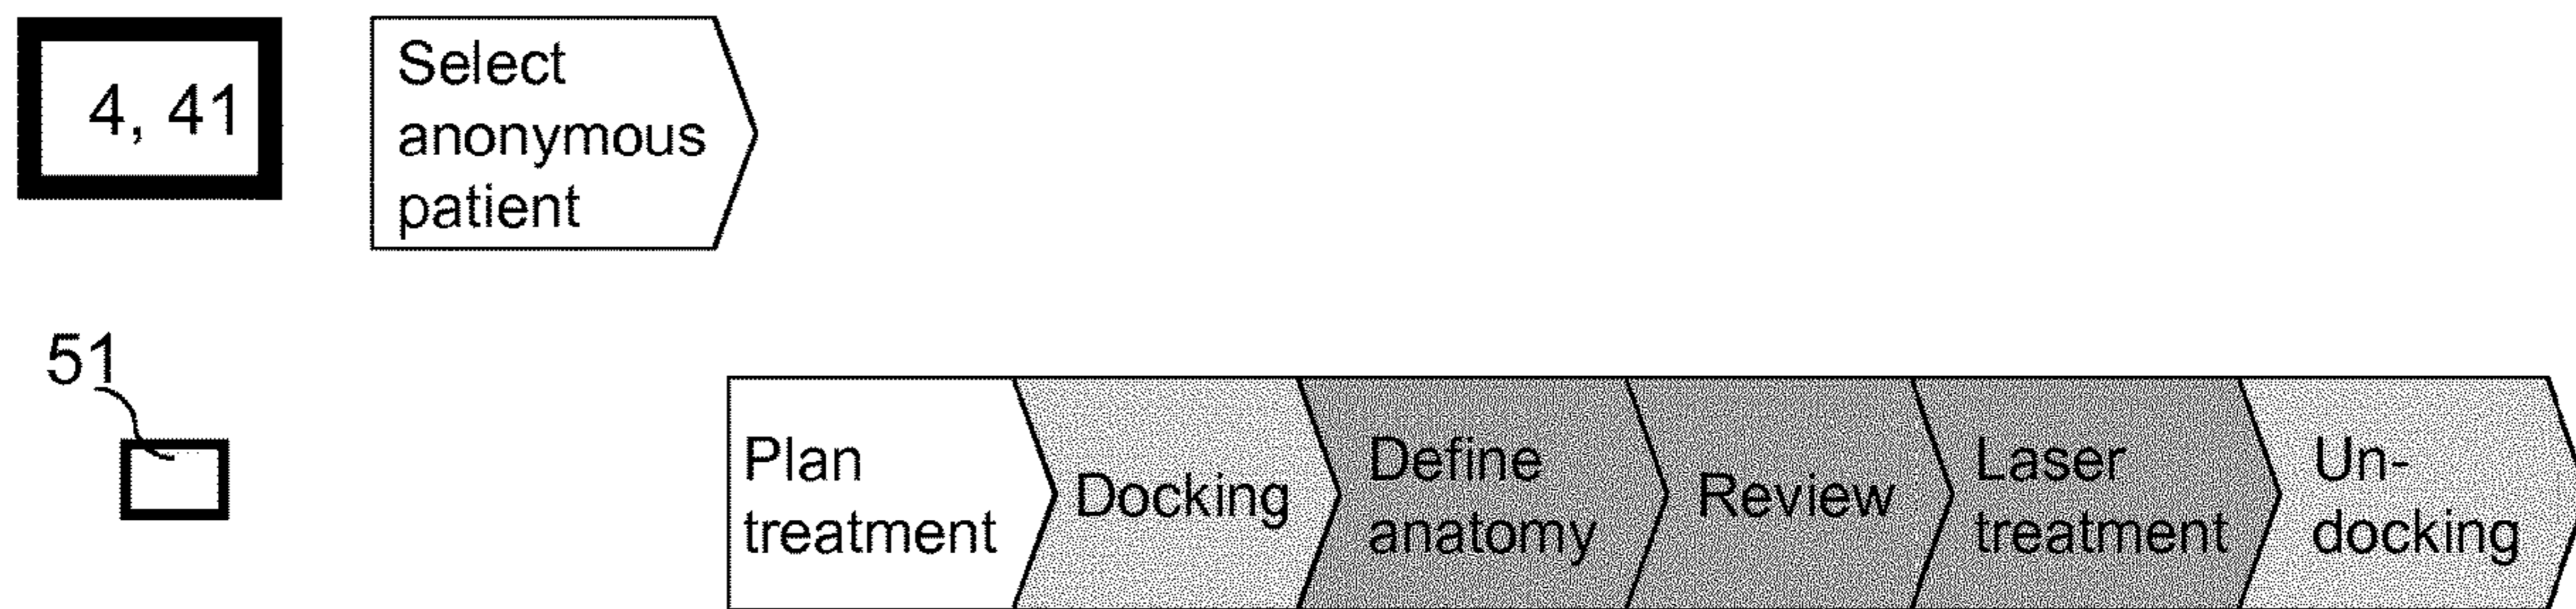 4, 41
Select
anonymous
patient
51
Plan
treatment
Docking
Define
anatomy
Review
Laser
treatment
Un-
docking